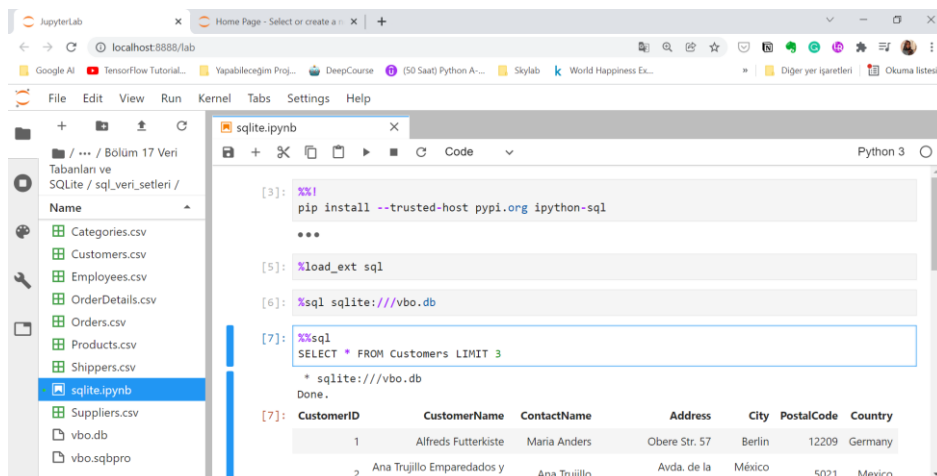 JupyterLab
Home Page - Select or create a n
localhost:8888/lab
Google AI
TensorFlow Tutorial...
Yapabileceğim Proj...
DeepCourse
(50 Saat) Python A-...
Skylab
World Happiness Ex...
»
Diğer yer işaretleri
Okuma listesi
File Edit View Run Kernel Tabs Settings Help
sqlite.ipynb
/ ··· / Bölüm 17 Veri
Tabanları ve
SQLite / sql_veri_setleri /
Code
Python 3
Name
Categories.csv
Customers.csv
Employees.csv
OrderDetails.csv
Orders.csv
Products.csv
Shippers.csv
sqlite.ipynb
Suppliers.csv
vbo.db
vbo.sqbpro
[3]: %%!
pip install --trusted-host pypi.org ipython-sql
[5]: %load_ext sql
[6]: %sql sqlite:///vbo.db
[7]: %%sql
SELECT * FROM Customers LIMIT 3
* sqlite:///vbo.db
Done.
[7]: CustomerID CustomerName ContactName Address City PostalCode Country
1 Alfreds Futterkiste Maria Anders Obere Str. 57 Berlin 12209 Germany
Ana Trujillo Emparedados y Avda. de la México
2 Ana Trujillo 5021 Mexico